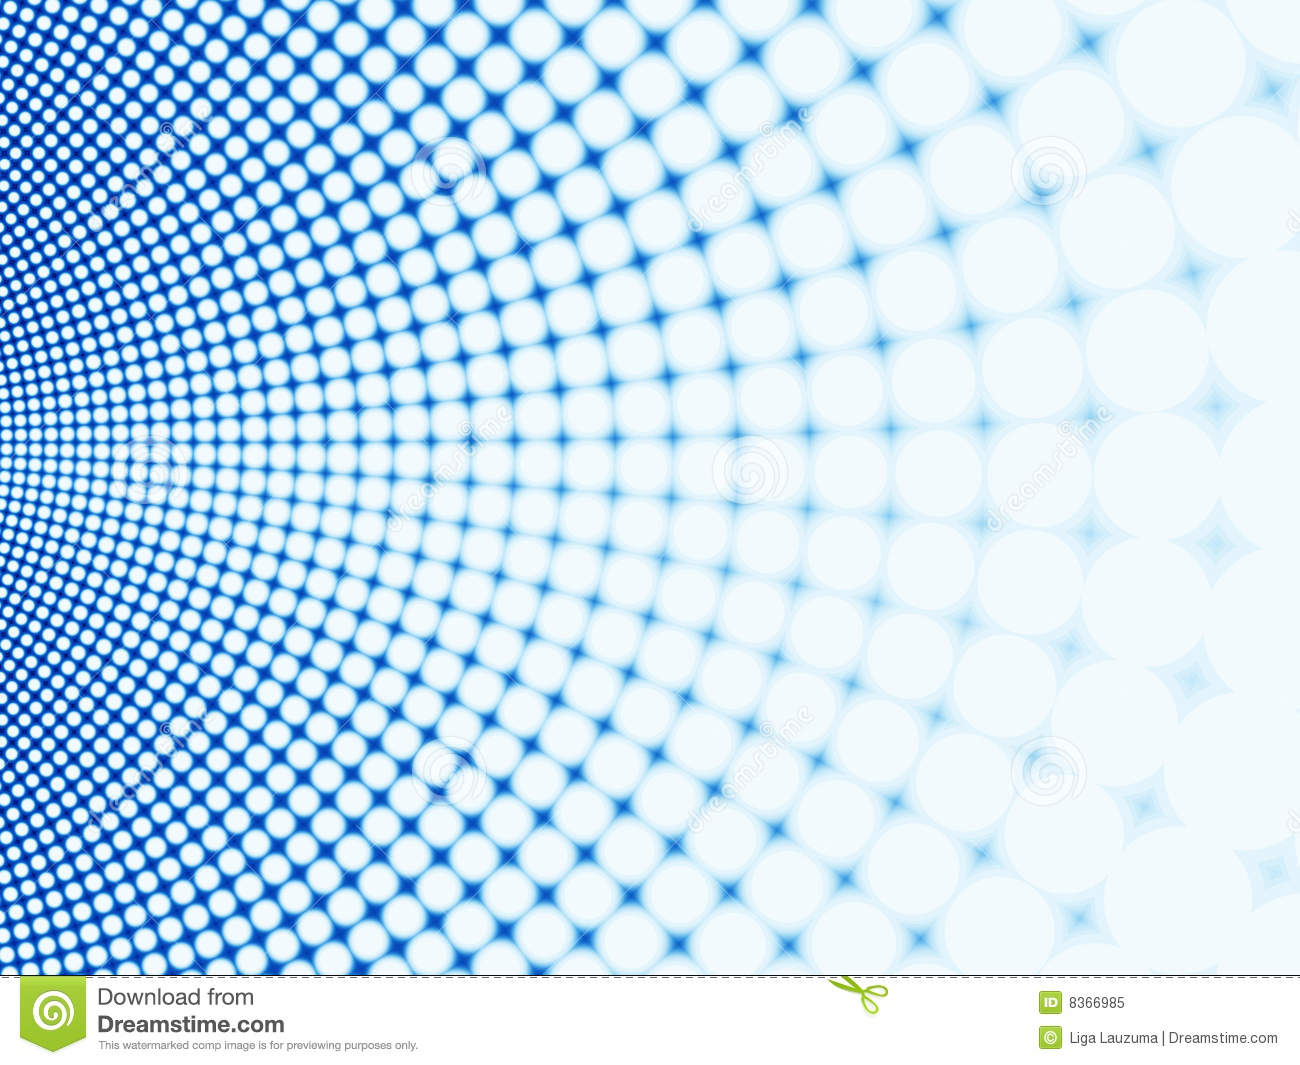 Download from
Dreamstime.com
This watermarked comp image is for previewing purposes only.
ID 8366985
© Liga Lauzuma | Dreamstime.com